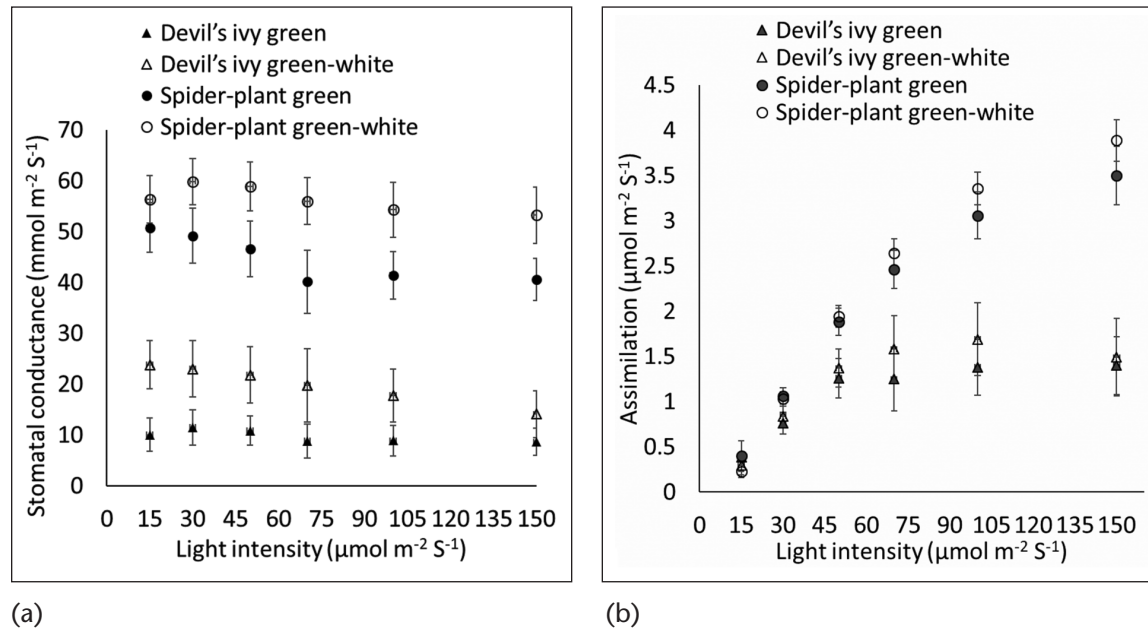 ▲ Devil's ivy green
△ Devil's ivy green-white
● Spider-plant green
○ Spider-plant green-white
Stomatal conductance (mmol m⁻² S⁻¹)
70
60
50
40
30
20
10
0
0 15 30 45 60 75 90 105 120 135 150
Light intensity (µmol m⁻² S⁻¹)
(a)
▲ Devil's ivy green
△ Devil's ivy green-white
● Spider-plant green
○ Spider-plant green-white
Assimilation (µmol m⁻² S⁻¹)
4.5
4
3.5
3
2.5
2
1.5
1
0.5
0
0 15 30 45 60 75 90 105 120 135 150
Light intensity (µmol m⁻² S⁻¹)
(b)